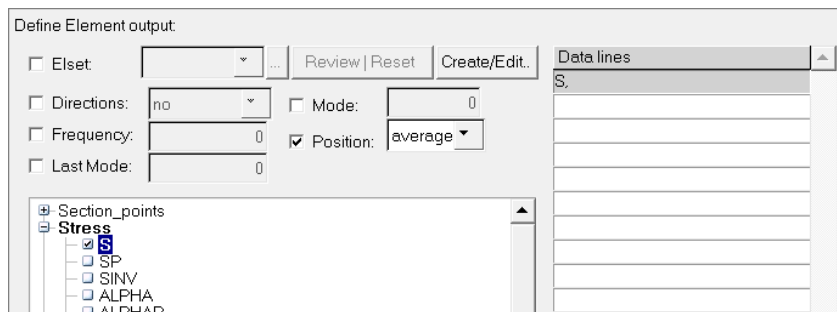 Define Element output:
Elset: ... Review | Reset Create/Edit..
Data lines
S,
Directions: no Mode: 0
Frequency: 0 Position: average
Last Mode: 0
Section_points
Stress
S
SP
SINV
ALPHA
ALPHAP